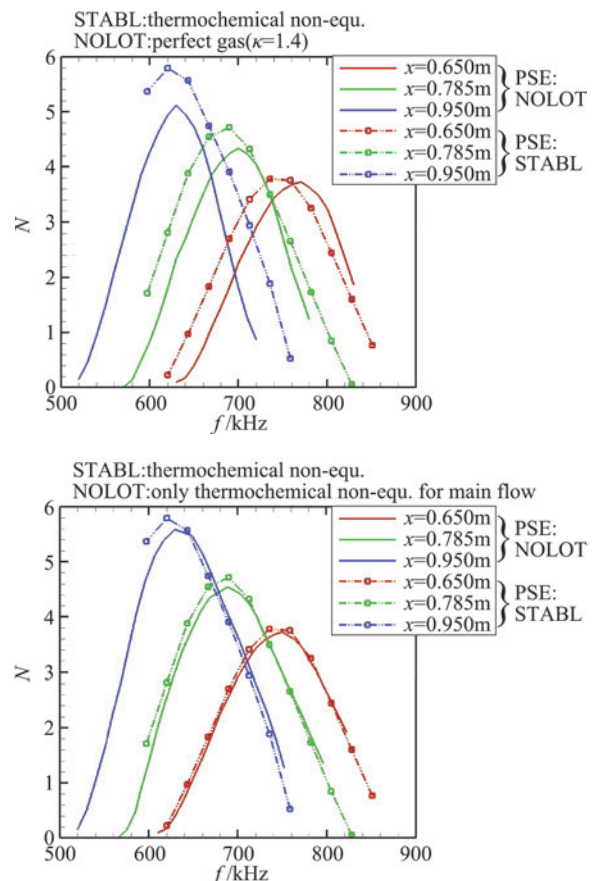 STABL:thermochemical non-equ.
NOLOT:perfect gas(κ=1.4)
x=0.650m
x=0.785m
x=0.950m
PSE:
NOLOT
x=0.650m
x=0.785m
x=0.950m
PSE:
STABL
8
7
6
5
4
3
2
1
0
N
500
600
700
800
900
f/kHz
STABL:thermochemical non-equ.
NOLOT:only thermochemical non-equ. for main flow
x=0.650m
x=0.785m
x=0.950m
PSE:
NOLOT
x=0.650m
x=0.785m
x=0.950m
PSE:
STABL
6
5
4
3
2
1
0
N
500
600
700
800
900
f/kHz